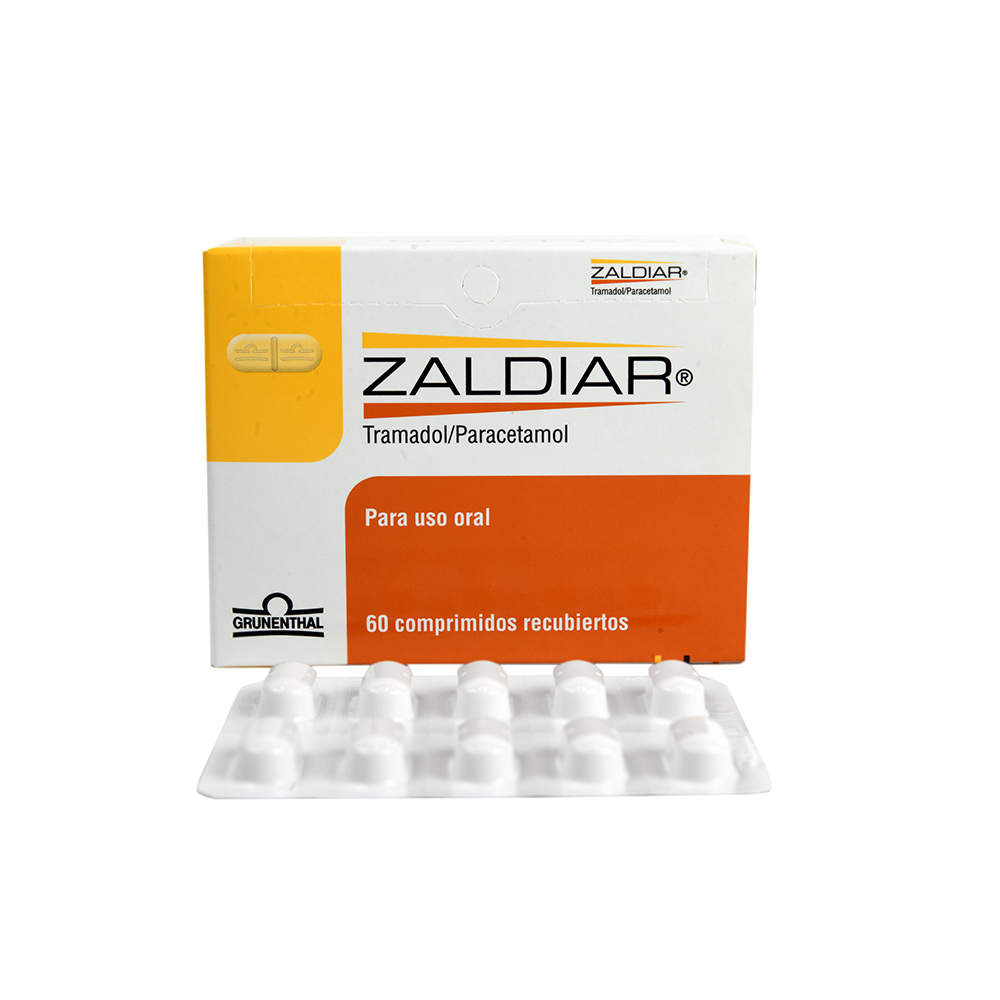 ZALDIAR®
Tramadol/Paracetamol
ZALDIAR®
Tramadol/Paracetamol
Para uso oral
60 comprimidos recubiertos
GRUNENTHAL